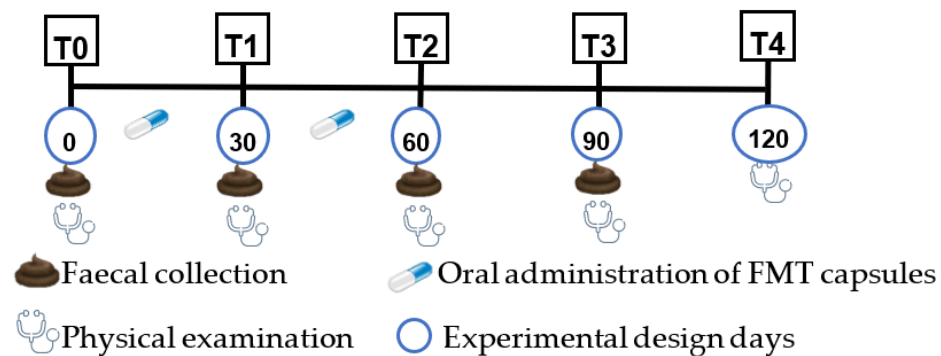 T0 T1 T2 T3 T4
0 30 60 90 120
Faecal collection Oral administration of FMT capsules
Physical examination Experimental design days